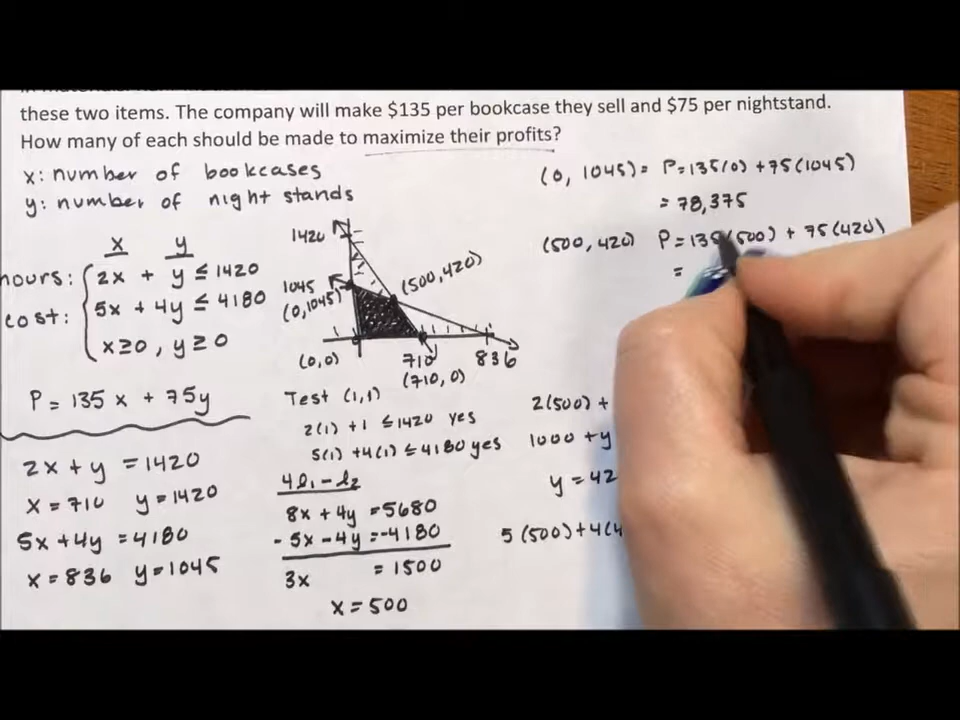 these two items. The company will make $135 per bookcase they sell and $75 per nightstand.
How many of each should be made to maximize their profits?
x: number of bookcases
y: number of night stands
x y
hours: 2x + y ≤ 1420
cost: 5x + 4y ≤ 4180
x ≥ 0, y ≥ 0
P = 135x + 75y
2x + y = 1420
x = 710 y = 1420
5x + 4y = 4180
x = 836 y = 1045
1420
1045
(0, 1045)
(500, 420)
(0,0)
710
836
(710, 0)
Test (1,1)
2(1) + 1 ≤ 1420 yes
5(1) + 4(1) ≤ 4180 yes
4l₁ - l₂
8x + 4y = 5680
- 5x - 4y = -4180
3x = 1500
x = 500
(0, 1045) = P = 135(0) + 75(1045)
= 78,375
(500, 420) P = 135(500) + 75(420)
=
2(500) +
1000 + y
y = 42
5(500) + 4(4